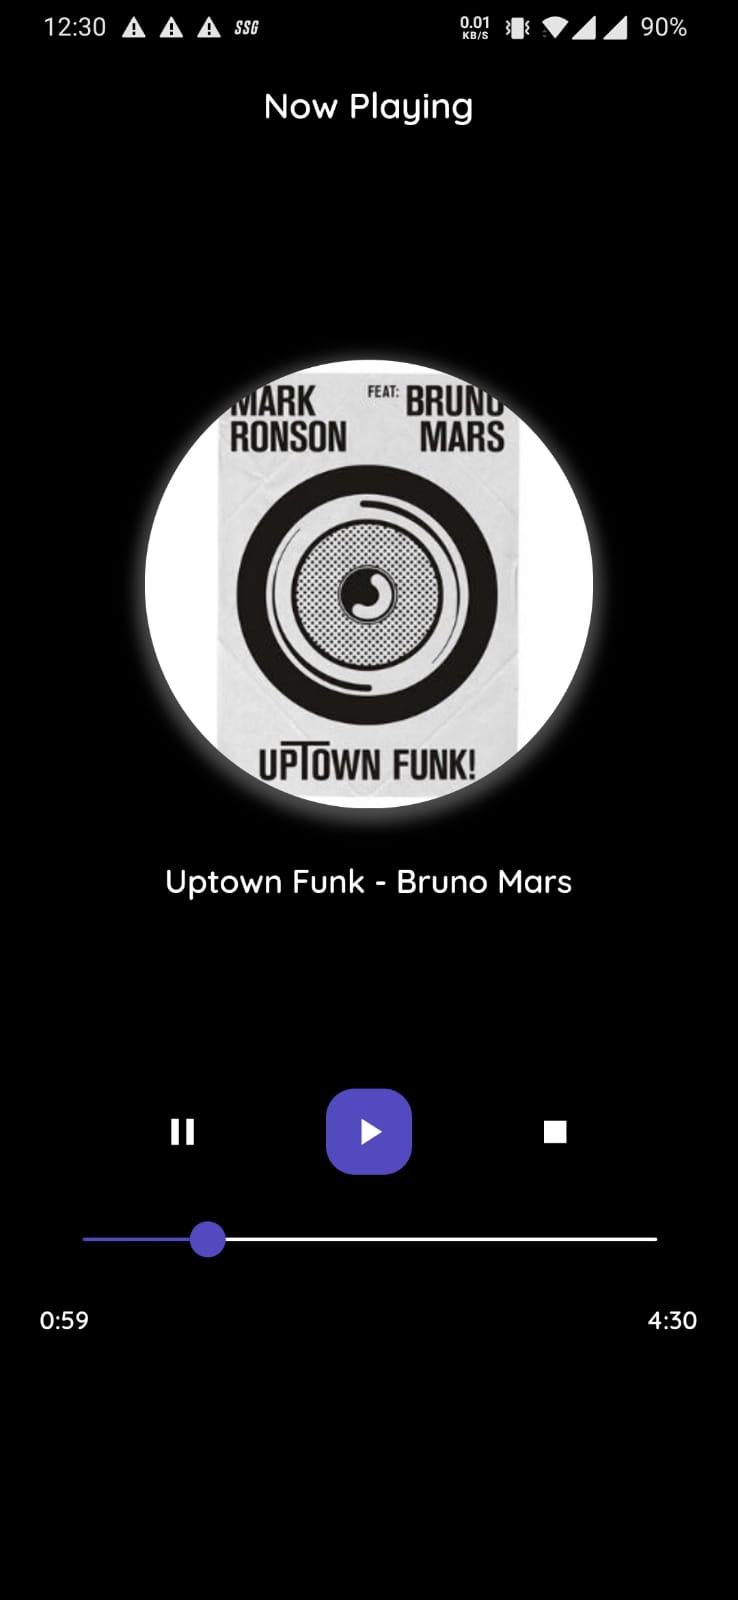 12:30 SSG 0.01 KB/S 90%
Now Playing
MARK FEAT: BRUNO
RONSON MARS
UPTOWN FUNK!
Uptown Funk - Bruno Mars
0:59 4:30